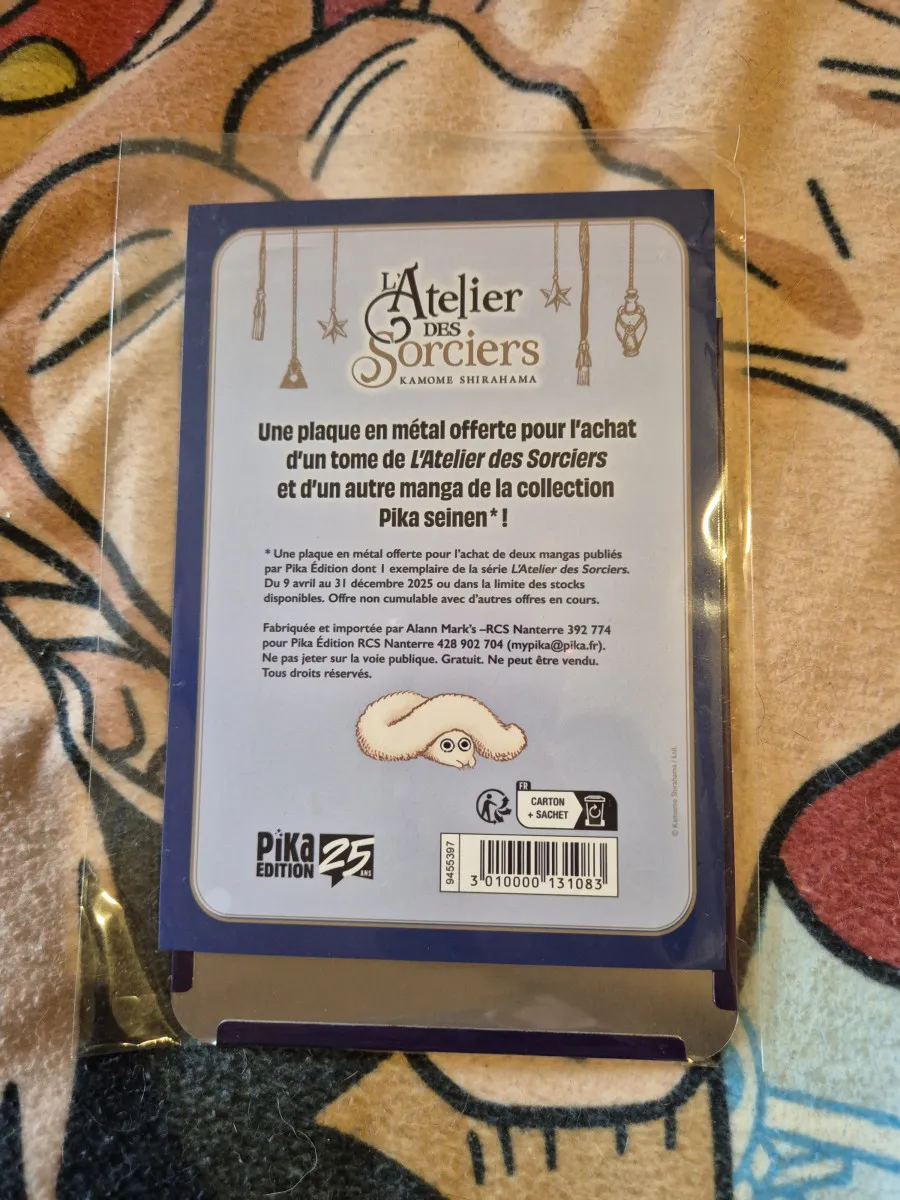 L'Atelier
DES
Sorciers
KAMOME SHIRAHAMA
Une plaque en métal offerte pour l'achat
d'un tome de L'Atelier des Sorciers
et d'un autre manga de la collection
Pika seinen* !
* Une plaque en métal offerte pour l'achat de deux mangas publiés
par Pika Édition dont 1 exemplaire de la série L'Atelier des Sorciers.
Du 9 avril au 31 décembre 2025 ou dans la limite des stocks
disponibles. Offre non cumulable avec d'autres offres en cours.
Fabriquée et importée par Alann Mark's –RCS Nanterre 392 774
pour Pika Édition RCS Nanterre 428 902 704 (mypika@pika.fr).
Ne pas jeter sur la voie publique. Gratuit. Ne peut être vendu.
Tous droits réservés.
© Kamome Shirahama / Ltd.
FR
CARTON
+ SACHET
PiKa
EDITION
25
ANS
9455397
3 010000 131083